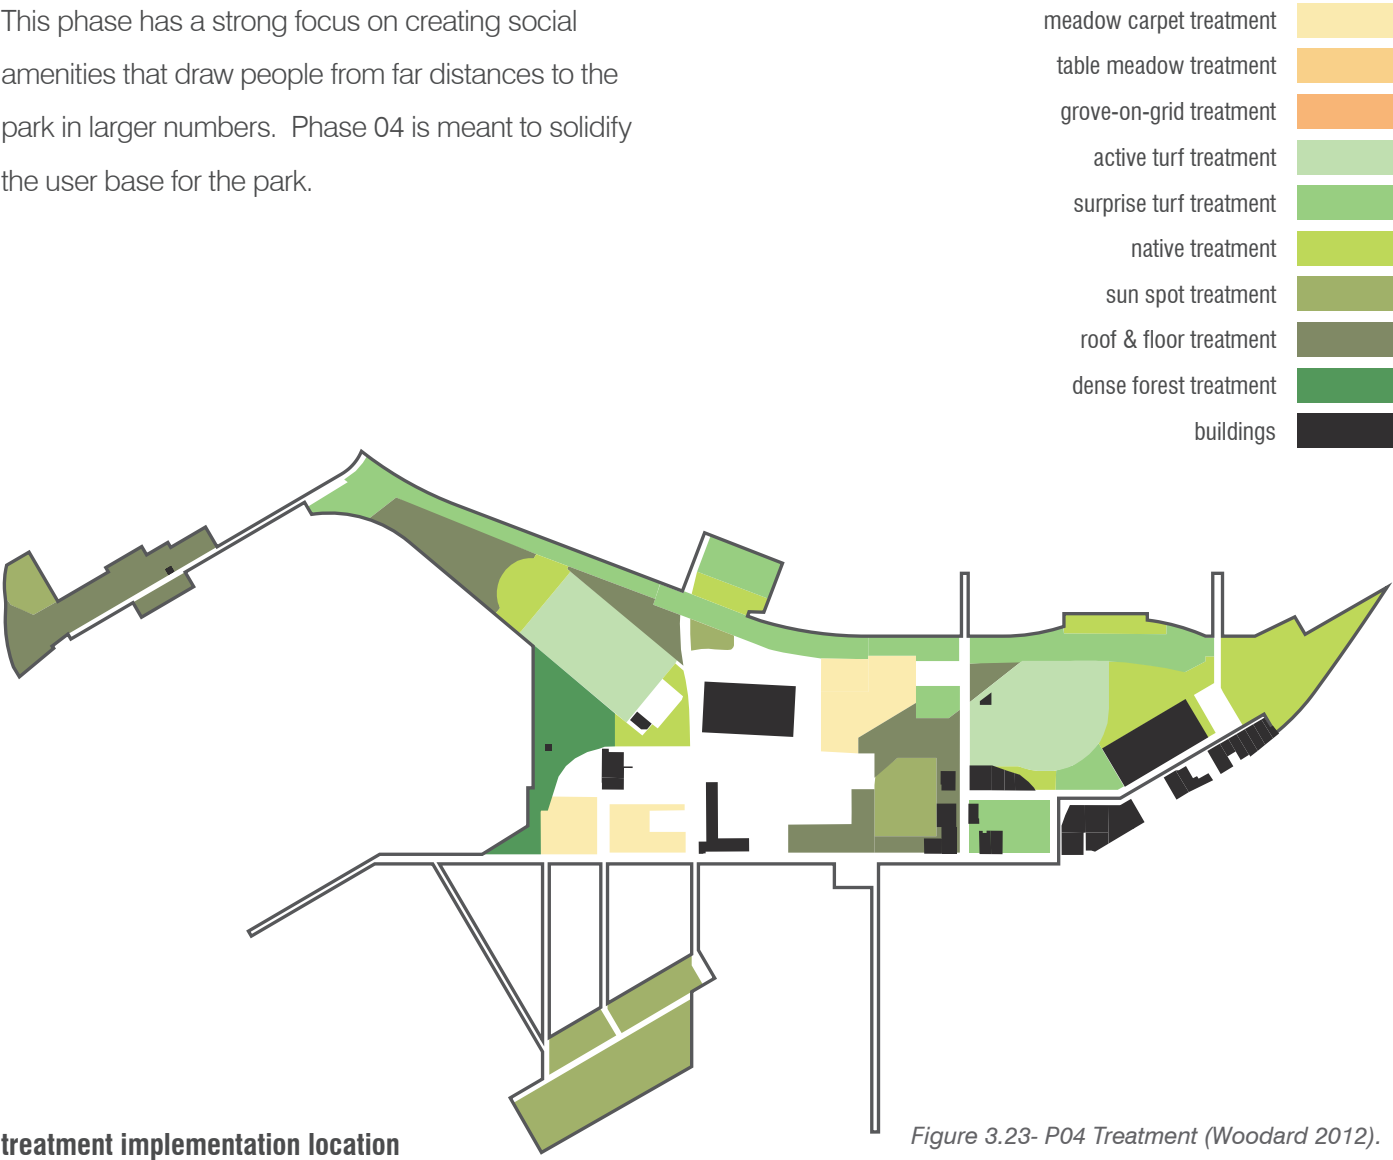 This phase has a strong focus on creating social
amenities that draw people from far distances to the
park in larger numbers.  Phase 04 is meant to solidify
the user base for the park.
meadow carpet treatment
table meadow treatment
grove-on-grid treatment
active turf treatment
surprise turf treatment
native treatment
sun spot treatment
roof & floor treatment
dense forest treatment
buildings
treatment implementation location
Figure 3.23- P04 Treatment (Woodard 2012).